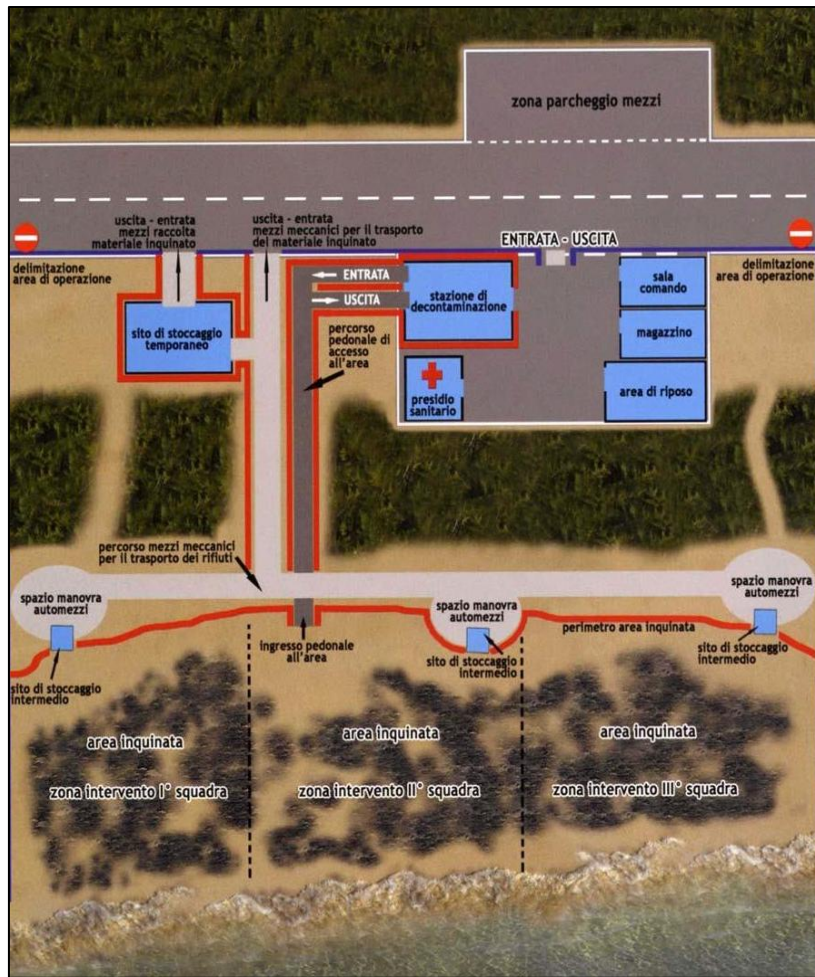 zona parcheggio mezzi
uscita - entrata
mezzi raccolta
materiale inquinato
uscita - entrata
mezzi meccanici per il trasporto
del materiale inquinato
ENTRATA - USCITA
delimitazione
area di operazione
delimitazione
area di operazione
ENTRATA
USCITA
stazione di
decontaminazione
sala
comando
magazzino
area di riposo
sito di stoccaggio
temporaneo
percorso
pedonale di
accesso
all'area
presidio
sanitario
percorso mezzi meccanici
per il trasporto dei rifiuti
spazio manovra
automezzi
spazio manovra
automezzi
spazio manovra
automezzi
perimetro area inquinata
ingresso pedonale
all'area
sito di stoccaggio
intermedio
sito di stoccaggio
intermedio
sito di stoccaggio
intermedio
area inquinata
zona intervento I° squadra
area inquinata
zona intervento II° squadra
area inquinata
zona intervento III° squadra